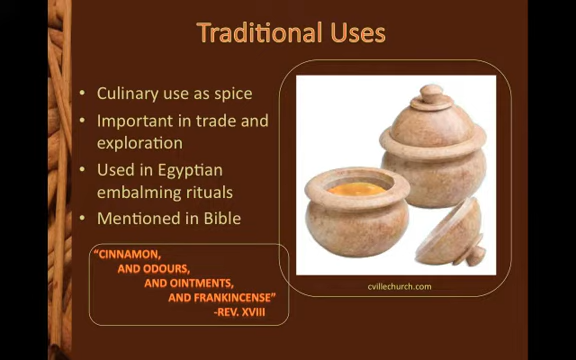 Traditional Uses
• Culinary use as spice
• Important in trade and
exploration
• Used in Egyptian
embalming rituals
• Mentioned in Bible
“CINNAMON,
AND ODOURS,
AND OINTMENTS,
AND FRANKINCENSE”
-REV. XVIII
cvillechurch.com